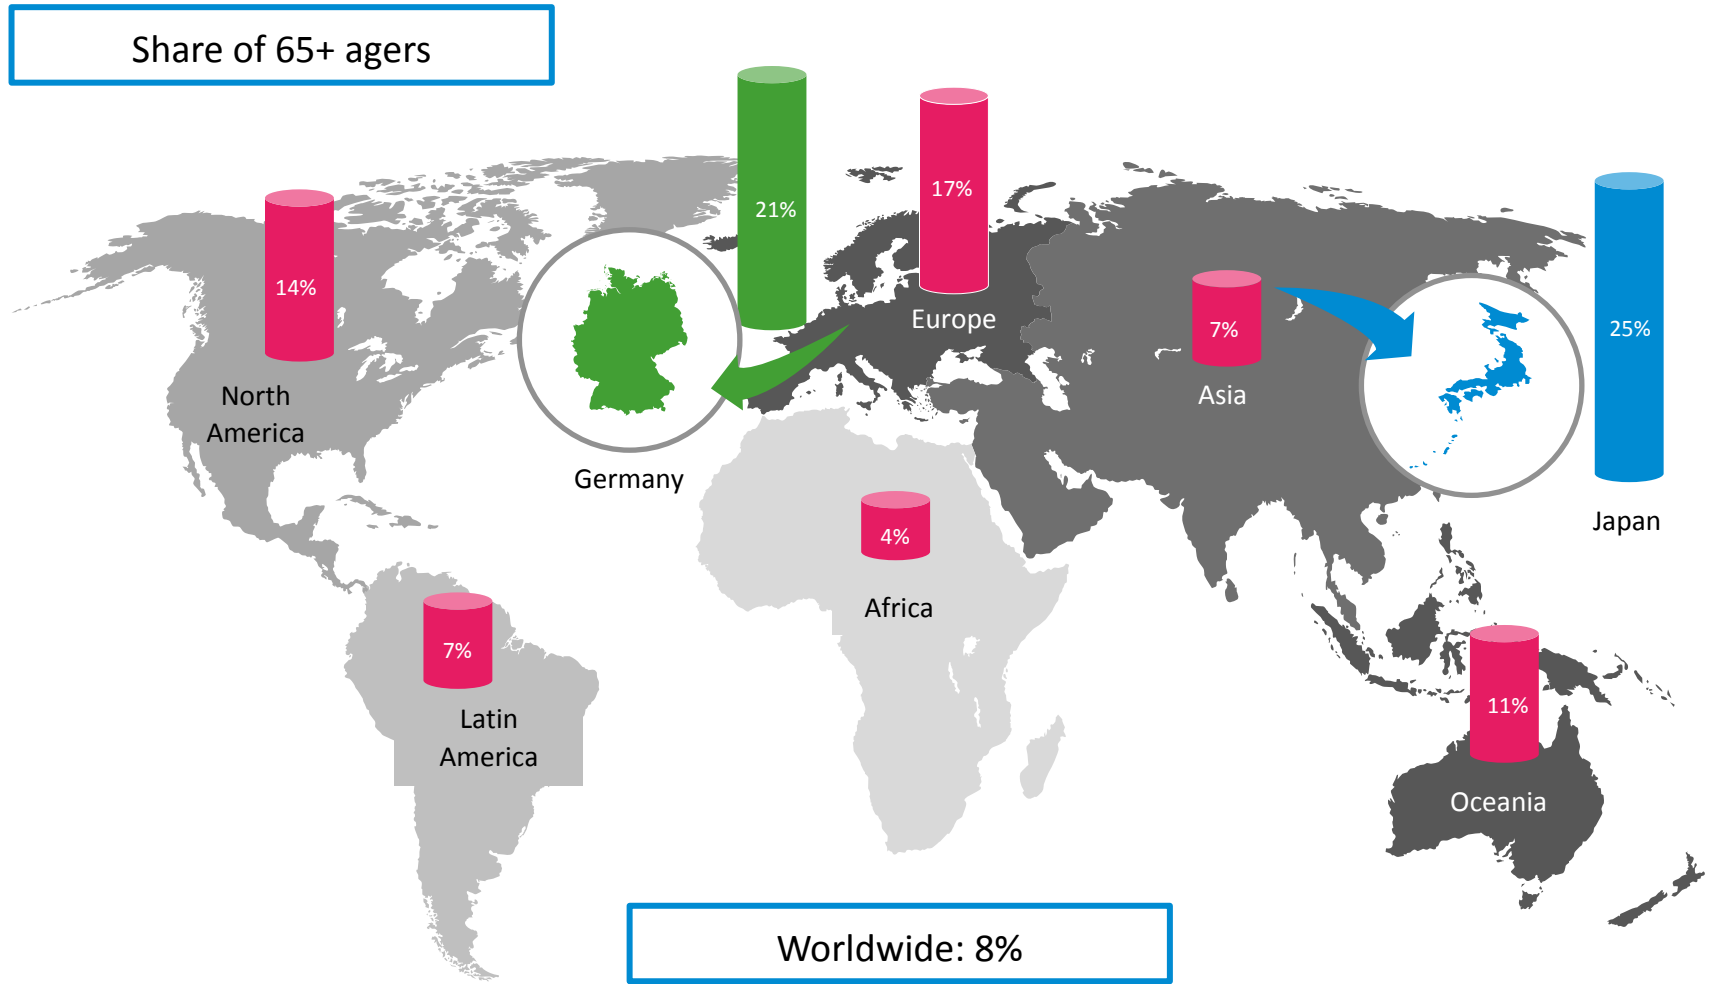 Share of 65+ agers
21%
17%
14%
25%
7%
Europe
Asia
North
America
Germany
Japan
4%
Africa
7%
Latin
America
11%
Oceania
Worldwide: 8%